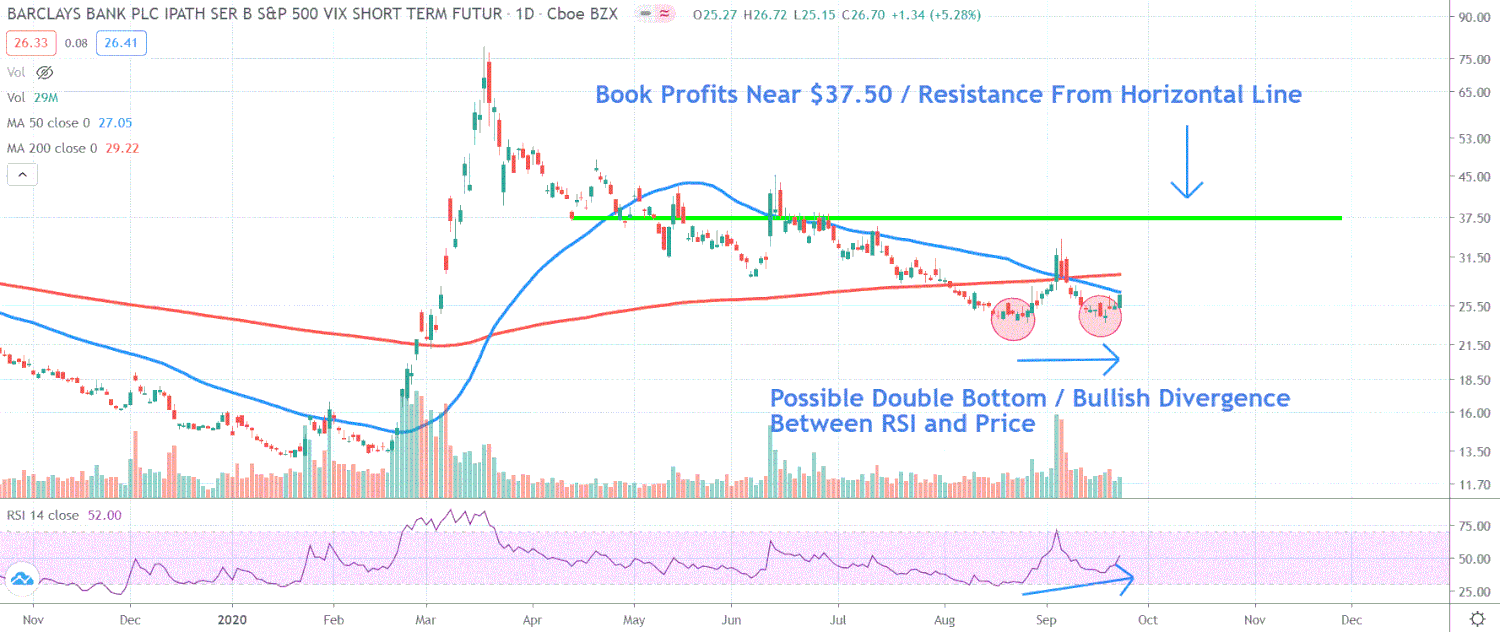 BARCLAYS BANK PLC IPATH SER B S&P 500 VIX SHORT TERM FUTUR · 1D · Cboe BZX O25.27 H26.72 L25.15 C26.70 +1.34 (+5.28%)
26.33 0.08 26.41
Vol
Vol 29M
MA 50 close 0 27.05
MA 200 close 0 29.22
Book Profits Near $37.50 / Resistance From Horizontal Line
90.00
75.00
65.00
53.00
45.00
37.50
31.50
25.50
21.50
18.50
16.00
13.50
11.70
Possible Double Bottom / Bullish Divergence
Between RSI and Price
RSI 14 close 52.00
75.00
50.00
25.00
Nov Dec 2020 Feb Mar Apr May Jun Jul Aug Sep Oct Nov Dec